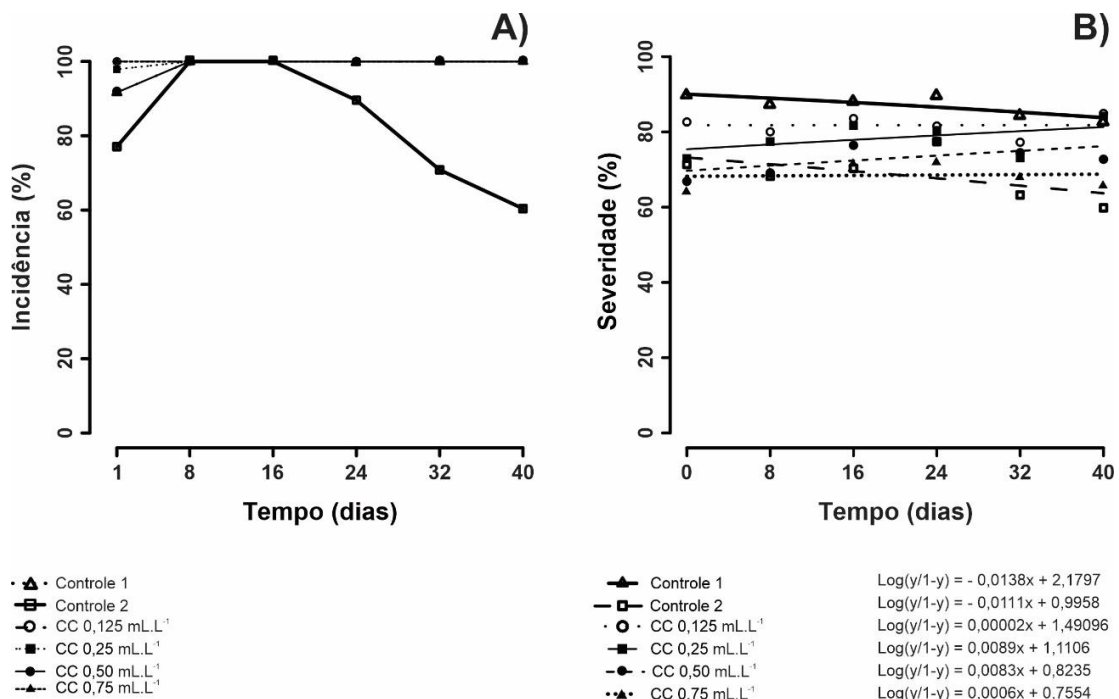 A)
Incidência (%)
100
80
60
40
20
0
1 8 16 24 32 40
Tempo (dias)
Controle 1
Controle 2
CC 0,125 mL.L⁻¹
CC 0,25 mL.L⁻¹
CC 0,50 mL.L⁻¹
CC 0,75 mL.L⁻¹
B)
Severidade (%)
100
80
60
40
20
0
0 8 16 24 32 40
Tempo (dias)
Controle 1 Log(y/1-y) = - 0,0138x + 2,1797
Controle 2 Log(y/1-y) = - 0,0111x + 0,9958
CC 0,125 mL.L⁻¹ Log(y/1-y) = 0,00002x + 1,49096
CC 0,25 mL.L⁻¹ Log(y/1-y) = 0,0089x + 1,1106
CC 0,50 mL.L⁻¹ Log(y/1-y) = 0,0083x + 0,8235
CC 0,75 mL.L⁻¹ Log(y/1-y) = 0,0006x + 0,7554